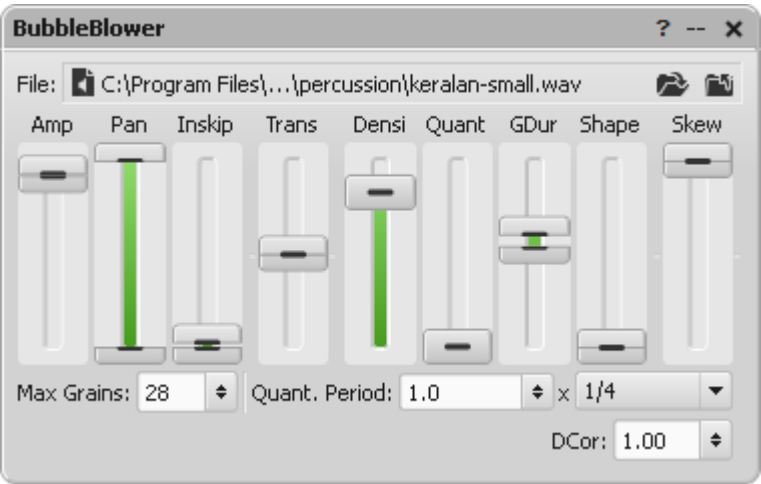 BubbleBlower ? -- x
File: C:\Program Files\...\percussion\keralan-small.wav
Amp Pan Inskip Trans Densi Quant GDur Shape Skew
Max Grains: 28 Quant. Period: 1.0 x 1/4
DCor: 1.00